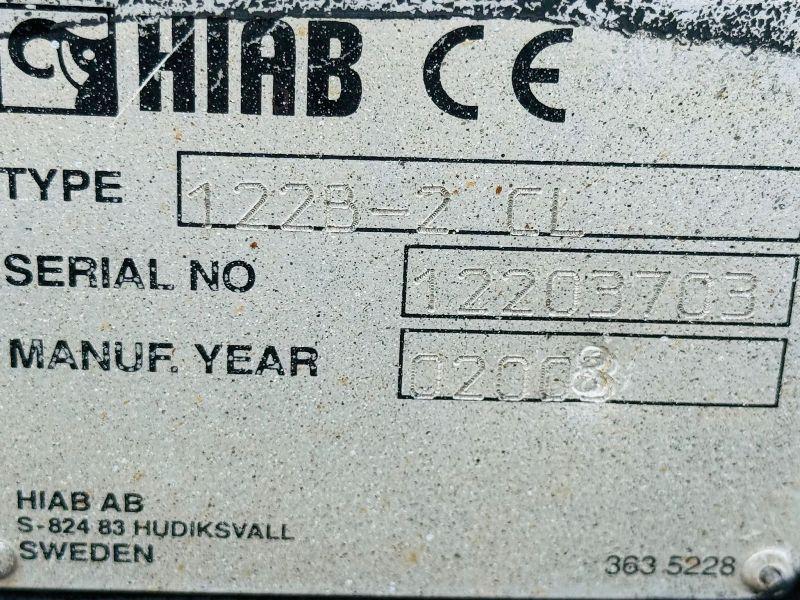 HIAB CE
TYPE 122B-2 CL
SERIAL NO 12203703
MANUF. YEAR 02008
HIAB AB
S-824 83 HUDIKSVALL
SWEDEN
363 5228